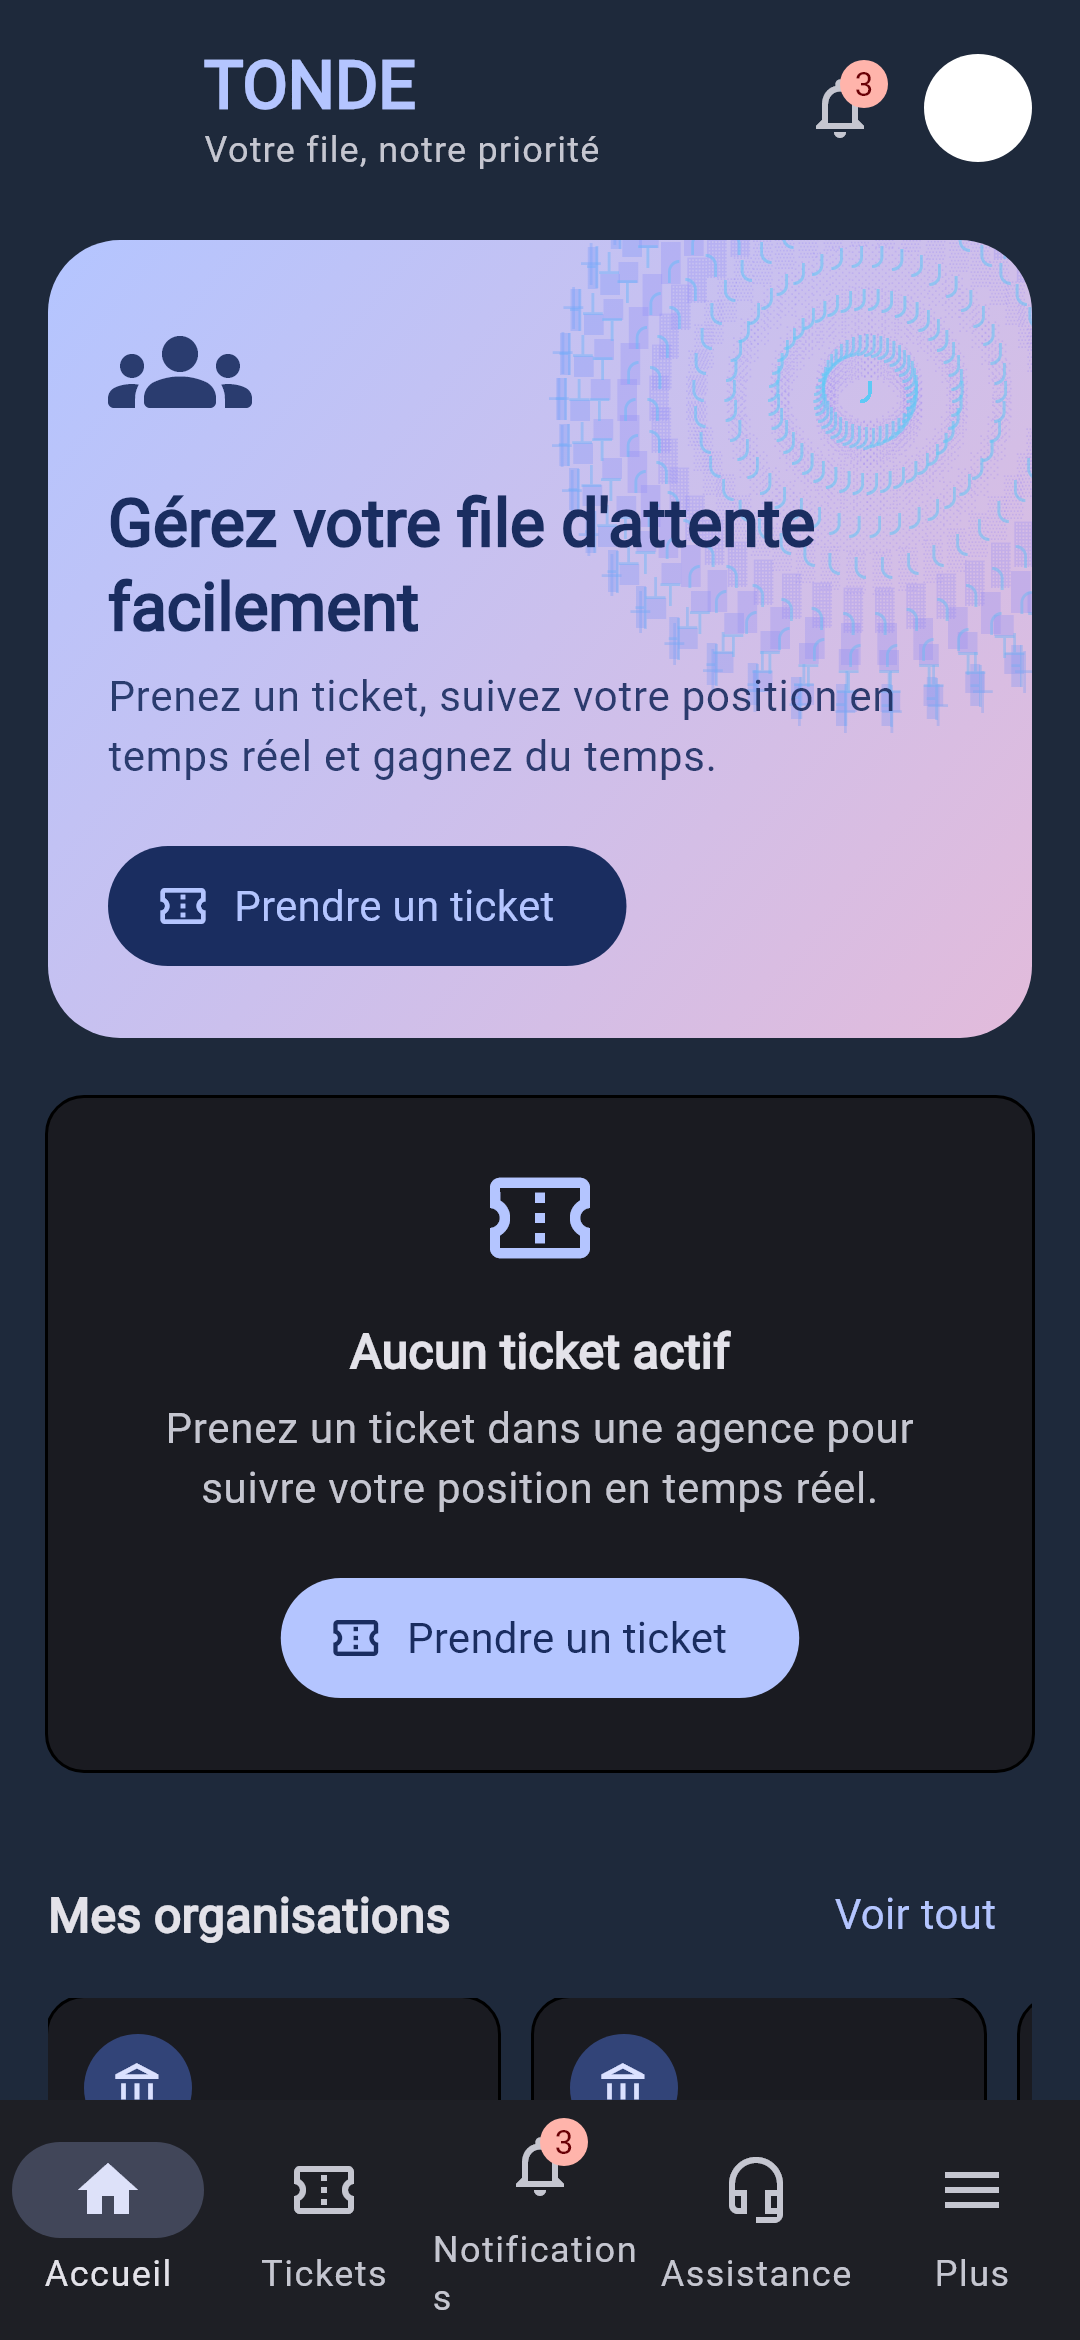 TONDE
Votre file, notre priorité
3
Gérez votre file d'attente
facilement
Prenez un ticket, suivez votre position en
temps réel et gagnez du temps.
Prendre un ticket
Aucun ticket actif
Prenez un ticket dans une agence pour
suivre votre position en temps réel.
Prendre un ticket
Mes organisations
Voir tout
3
Accueil
Tickets
Notification
s
Assistance
Plus